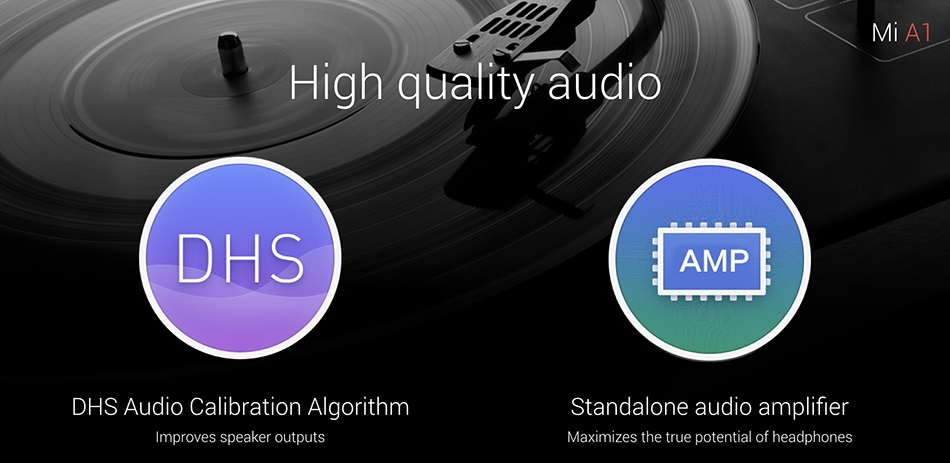 Mi A1
High quality audio
DHS
AMP
DHS Audio Calibration Algorithm
Standalone audio amplifier
Improves speaker outputs
Maximizes the true potential of headphones